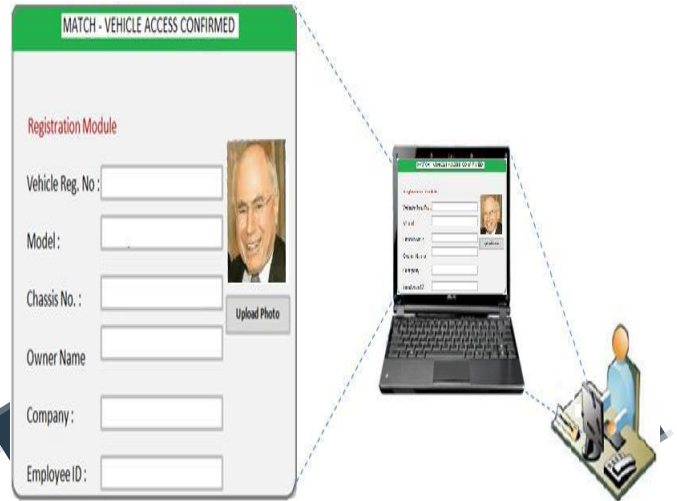 MATCH - VEHICLE ACCESS CONFIRMED
Registration Module
Vehicle Reg. No :
Model :
Chassis No. :
Upload Photo
Owner Name
Company :
Employee ID :